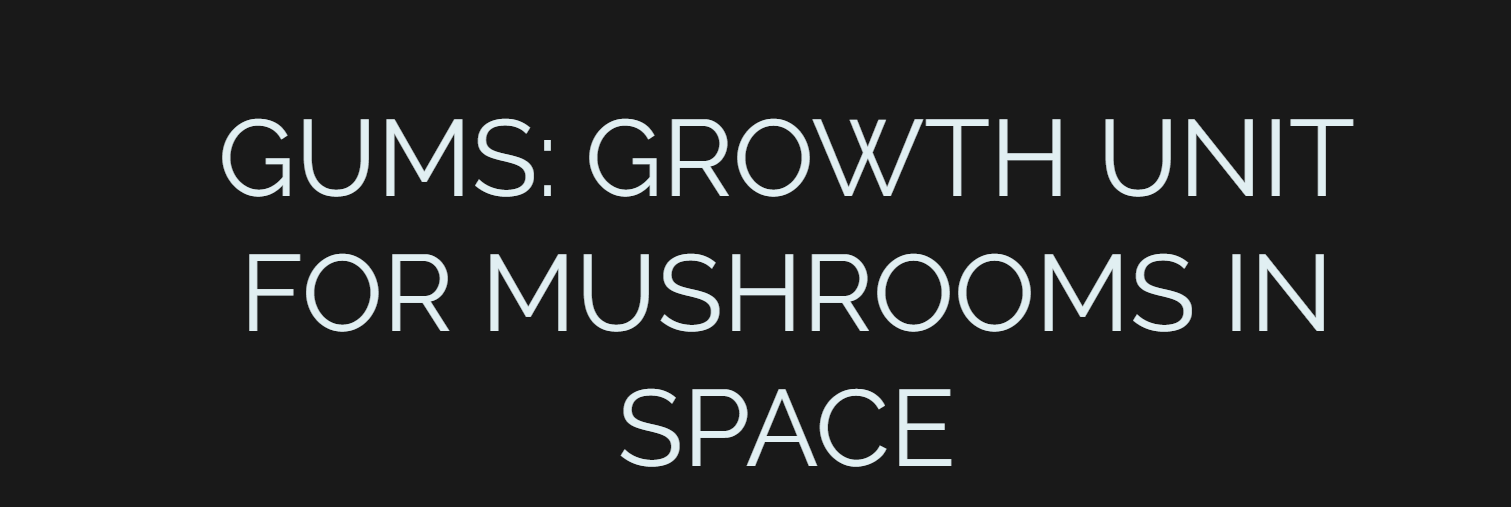 GUMS: GROWTH UNIT
FOR MUSHROOMS IN
SPACE